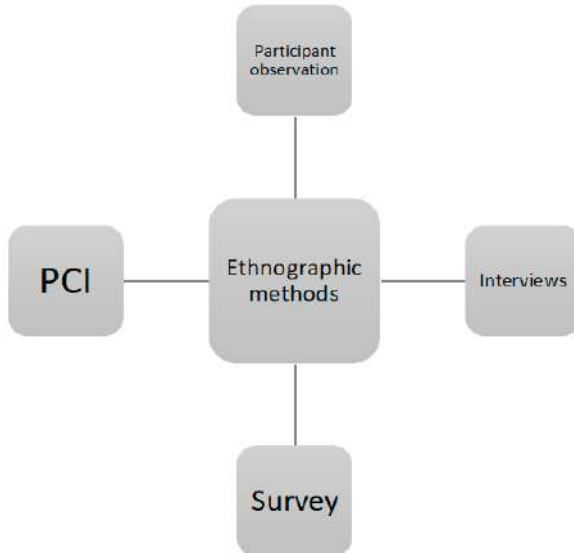 Participant
observation
PCI
Ethnographic
methods
Interviews
Survey